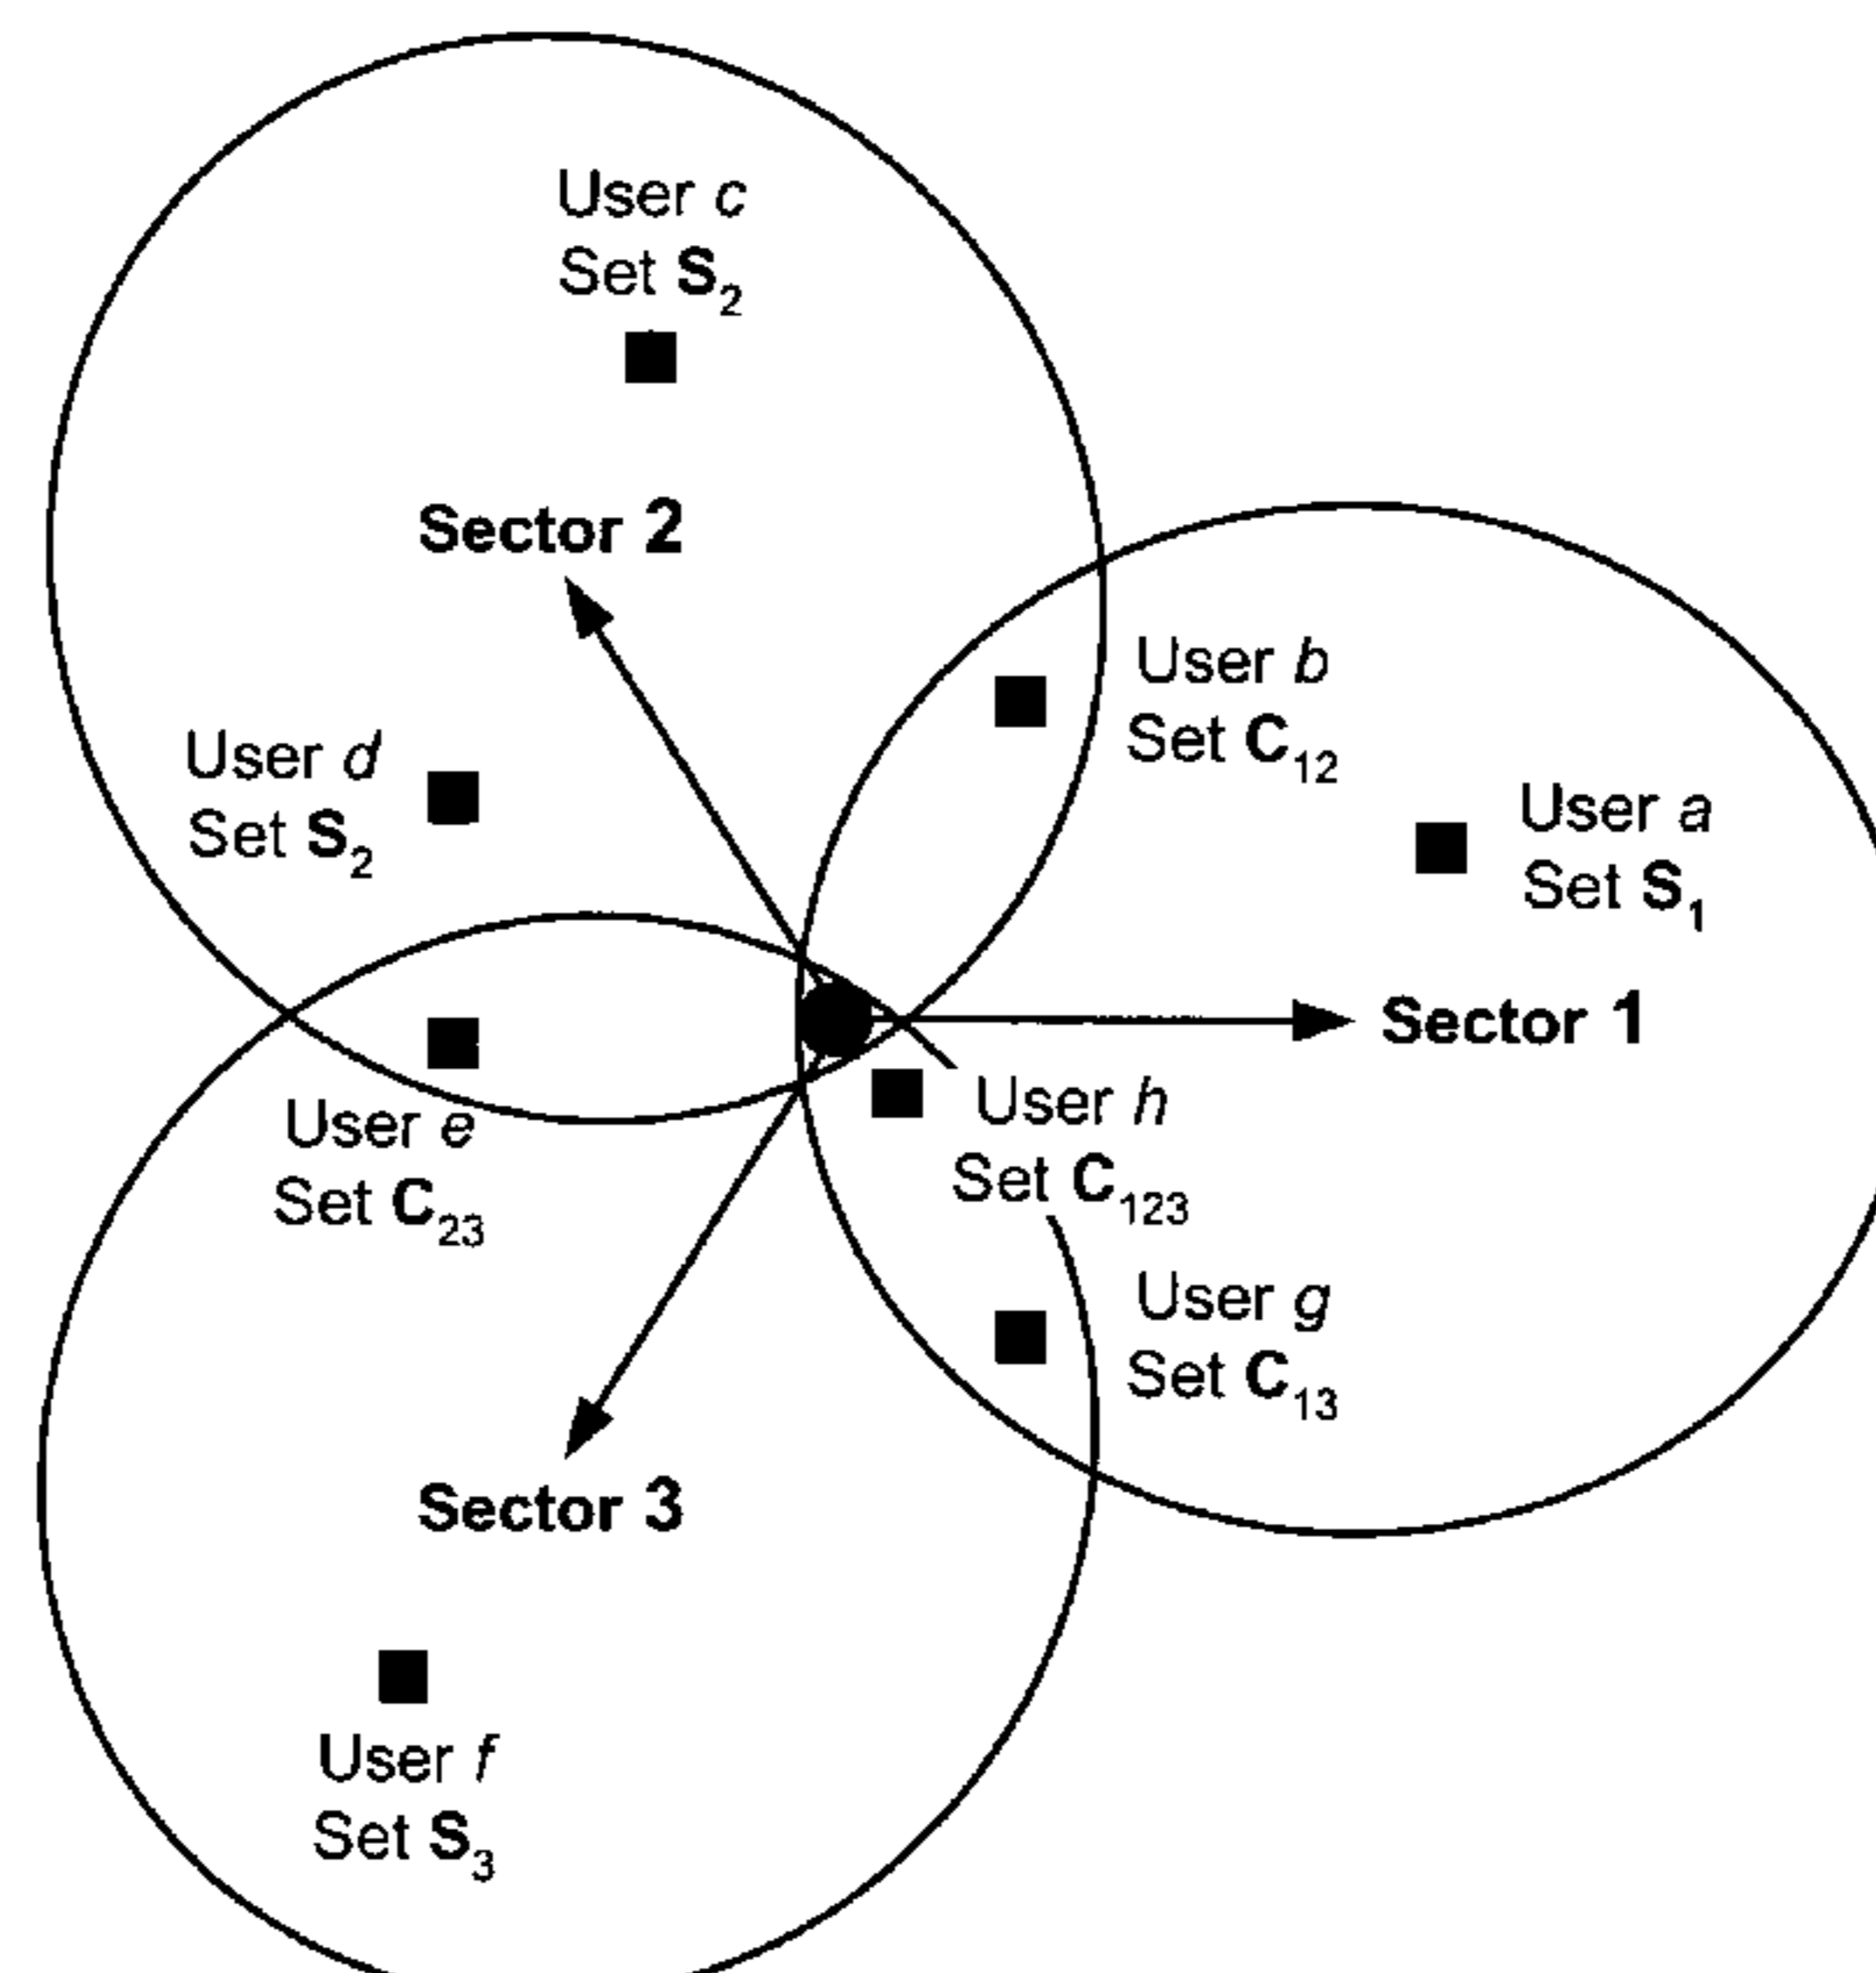 User c
Set S₂
Sector 2
User b
Set C₁₂
User d
Set S₂
User a
Set S₁
Sector 1
User e
Set C₂₃
User h
Set C₁₂₃
User g
Set C₁₃
Sector 3
User f
Set S₃